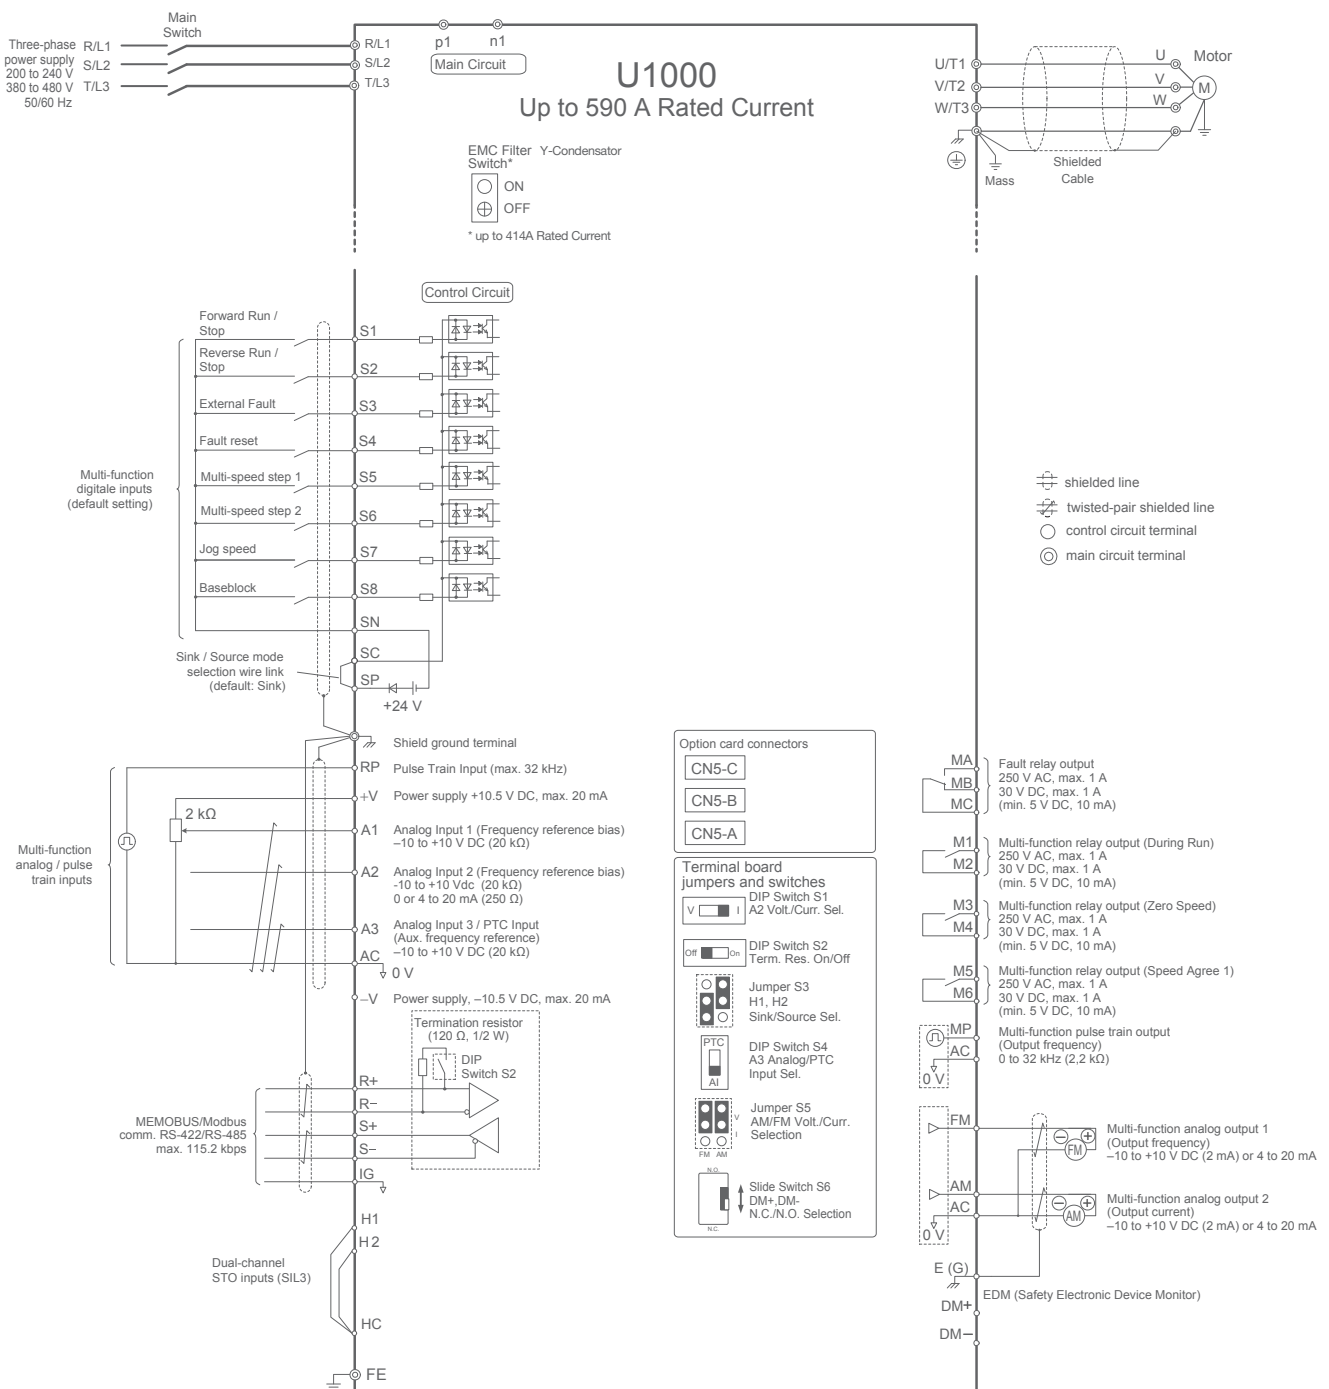 Main
Switch
Three-phase
power supply
200 to 240 V
380 to 480 V
50/60 Hz
R/L1
S/L2
T/L3
R/L1
S/L2
T/L3
p1
n1
Main Circuit
U1000
Up to 590 A Rated Current
EMC Filter Y-Condensator
Switch*
ON
OFF
* up to 414A Rated Current
U/T1
V/T2
W/T3
U
V
W
Motor
M
Mass
Shielded
Cable
Control Circuit
Forward Run /
Stop
S1
Reverse Run /
Stop
S2
External Fault
S3
Fault reset
S4
Multi-speed step 1
S5
Multi-speed step 2
S6
Jog speed
S7
Baseblock
S8
Multi-function
digitale inputs
(default setting)
SN
SC
SP
+24 V
Sink / Source mode
selection wire link
(default: Sink)
shielded line
twisted-pair shielded line
control circuit terminal
main circuit terminal
Shield ground terminal
RP
Pulse Train Input (max. 32 kHz)
+V
Power supply +10.5 V DC, max. 20 mA
2 kΩ
A1
Analog Input 1 (Frequency reference bias)
–10 to +10 V DC (20 kΩ)
A2
Analog Input 2 (Frequency reference bias)
-10 to +10 Vdc (20 kΩ)
0 or 4 to 20 mA (250 Ω)
A3
Analog Input 3 / PTC Input
(Aux. frequency reference)
–10 to +10 V DC (20 kΩ)
AC
0 V
–V
Power supply, –10.5 V DC, max. 20 mA
Multi-function
analog / pulse
train inputs
Termination resistor
(120 Ω, 1/2 W)
DIP
Switch S2
R+
R–
S+
S–
IG
MEMOBUS/Modbus
comm. RS-422/RS-485
max. 115.2 kbps
H1
H2
Dual-channel
STO inputs (SIL3)
HC
FE
Option card connectors
CN5-C
CN5-B
CN5-A
Terminal board
jumpers and switches
DIP Switch S1
A2 Volt./Curr. Sel.
V
I
DIP Switch S2
Term. Res. On/Off
Off
On
Jumper S3
H1, H2
Sink/Source Sel.
PTC
AI
DIP Switch S4
A3 Analog/PTC
Input Sel.
Jumper S5
AM/FM Volt./Curr.
Selection
V
I
FM AM
N.O.
Slide Switch S6
DM+,DM-
N.C./N.O. Selection
N.C.
MA
MB
MC
Fault relay output
250 V AC, max. 1 A
30 V DC, max. 1 A
(min. 5 V DC, 10 mA)
M1
M2
Multi-function relay output (During Run)
250 V AC, max. 1 A
30 V DC, max. 1 A
(min. 5 V DC, 10 mA)
M3
M4
Multi-function relay output (Zero Speed)
250 V AC, max. 1 A
30 V DC, max. 1 A
(min. 5 V DC, 10 mA)
M5
M6
Multi-function relay output (Speed Agree 1)
250 V AC, max. 1 A
30 V DC, max. 1 A
(min. 5 V DC, 10 mA)
MP
AC
0 V
Multi-function pulse train output
(Output frequency)
0 to 32 kHz (2,2 kΩ)
FM
FM
Multi-function analog output 1
(Output frequency)
–10 to +10 V DC (2 mA) or 4 to 20 mA
AM
AC
0 V
AM
Multi-function analog output 2
(Output current)
–10 to +10 V DC (2 mA) or 4 to 20 mA
E (G)
EDM (Safety Electronic Device Monitor)
DM+
DM–